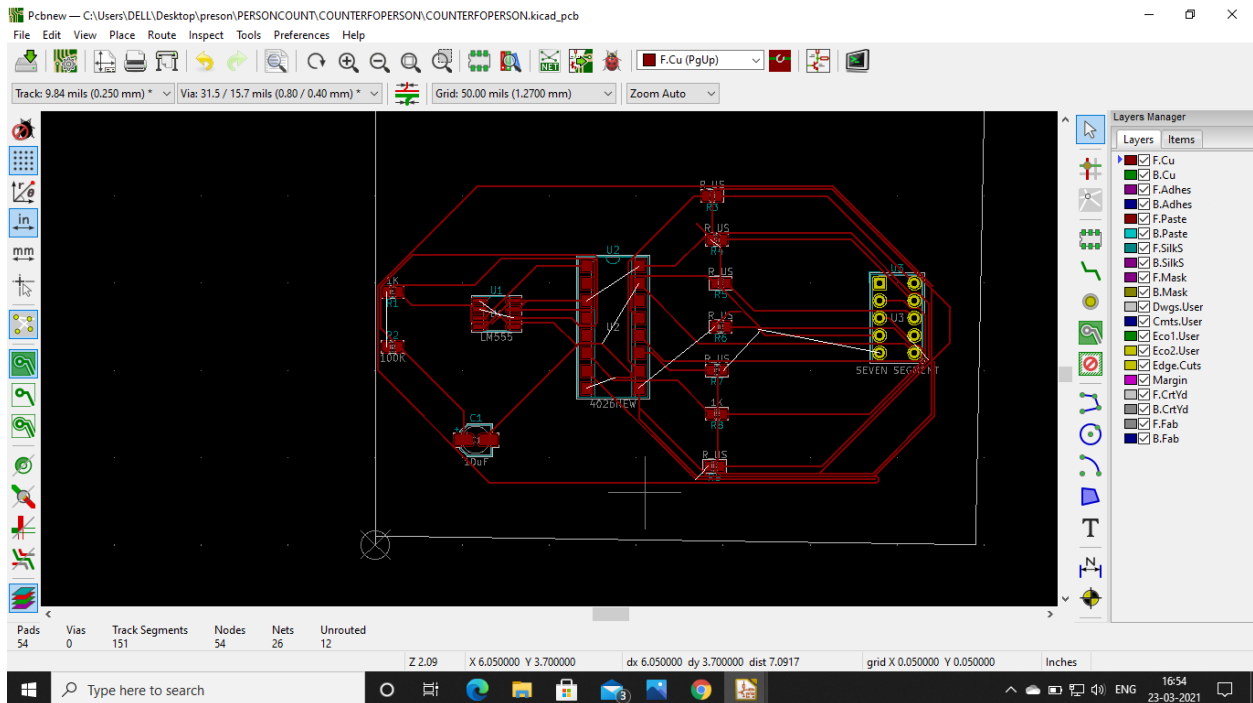 Pcbnew — C:\Users\DELL\Desktop\preson\PERSONCOUNT\COUNTERFOPERSON\COUNTERFOPERSON.kicad_pcb
File Edit View Place Route Inspect Tools Preferences Help
NET
F.Cu (PgUp)
Track: 9.84 mils (0.250 mm) *
Via: 31.5 / 15.7 mils (0.80 / 0.40 mm) *
Grid: 50.00 mils (1.2700 mm)
Zoom Auto
in
mm
Layers Manager
Layers Items
F.Cu
B.Cu
F.Adhes
B.Adhes
F.Paste
B.Paste
F.SilkS
B.SilkS
F.Mask
B.Mask
Dwgs.User
Cmts.User
Eco1.User
Eco2.User
Edge.Cuts
Margin
F.CrtYd
B.CrtYd
F.Fab
B.Fab
T
N
R_US
R3
R_US
R4
U2
R_US
R5
U3
1K
R1
U1
LM555
R_US
R6
U2
U3
R2
100K
R_US
R7
SEVEN SEGMENT
4026NEW
1K
R8
C1
10uF
R_US
Pads Vias Track Segments Nodes Nets Unrouted
54 0 151 54 26 12
Z 2.09 X 6.050000 Y 3.700000 dx 6.050000 dy 3.700000 dist 7.0917 grid X 0.050000 Y 0.050000 Inches
Type here to search
3
ENG
16:54
23-03-2021